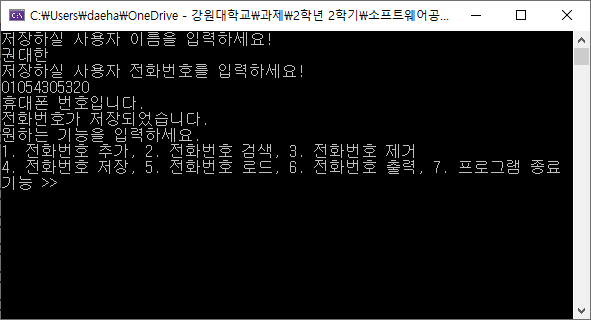 C:\Users\daeha\OneDrive - 강원대학교\과제\2학년 2학기\소프트웨어공...
저장하실 사용자 이름을 입력하세요!
권대한
저장하실 사용자 전화번호를 입력하세요!
01054305320
휴대폰 번호입니다.
전화번호가 저장되었습니다.
원하는 기능을 입력하세요.
1. 전화번호 추가, 2. 전화번호 검색, 3. 전화번호 제거
4. 전화번호 저장, 5. 전화번호 로드, 6. 전화번호 출력, 7. 프로그램 종료
기능 >>